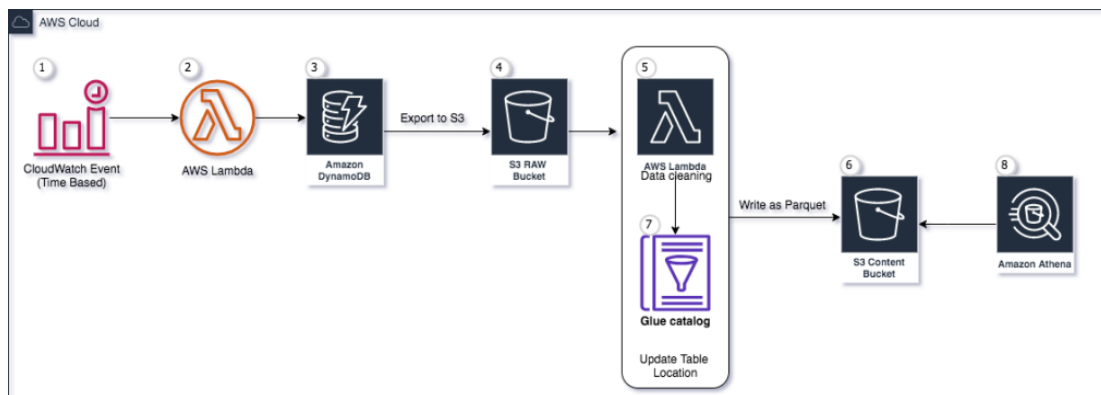 AWS Cloud
1
CloudWatch Event
(Time Based)
2
AWS Lambda
3
Amazon
DynamoDB
Export to S3
4
S3 RAW
Bucket
5
AWS Lambda
Data cleaning
7
Glue catalog
Update Table
Location
Write as Parquet
6
S3 Content
Bucket
8
Amazon Athena